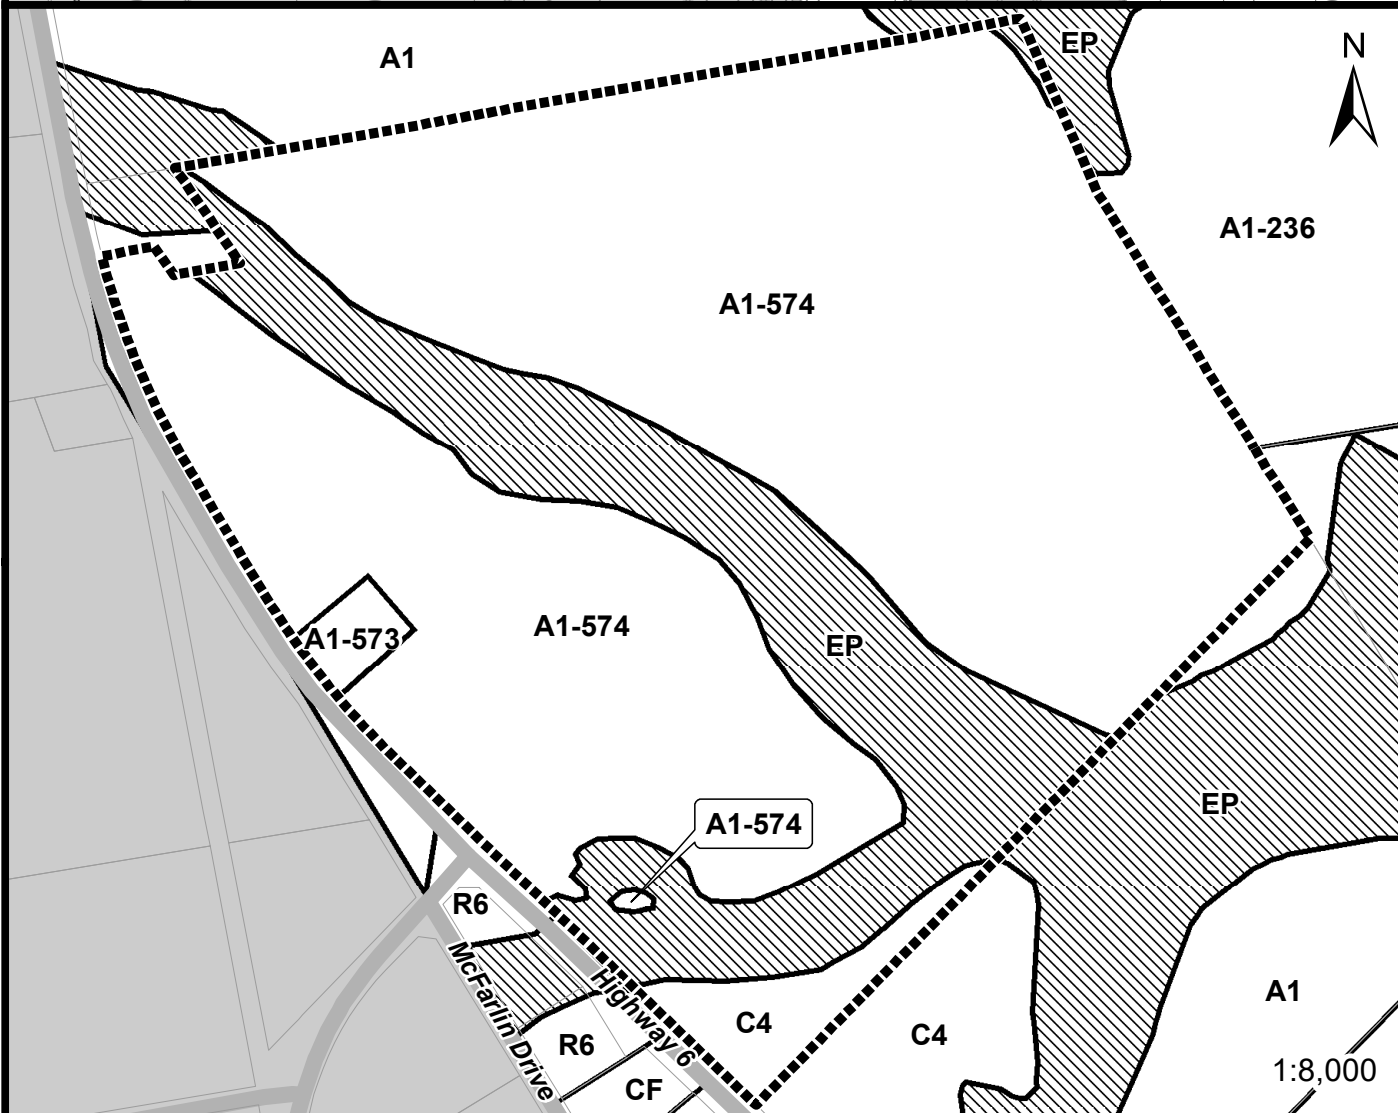 A1
EP
N
A1-236
A1-574
A1-573
A1-574
EP
EP
A1-574
R6
McFarlin Drive
Highway 6
A1
C4
C4
R6
CF
1:8,000